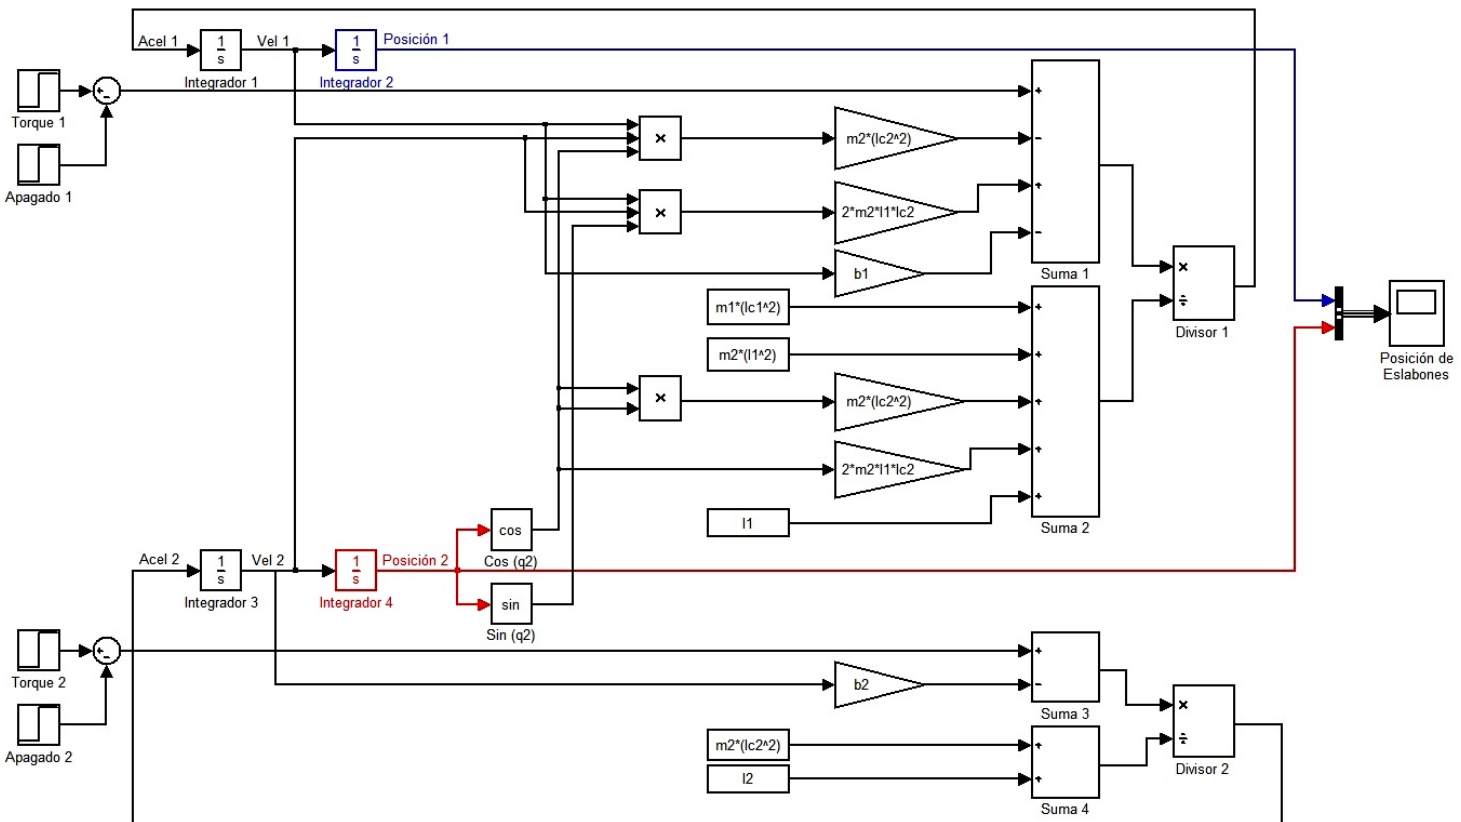 Acel 1
1
s
Integrador 1
Vel 1
1
s
Integrador 2
Posición 1
Torque 1
+
-
Apagado 1
×
m2*(lc2^2)
×
2*m2*l1*lc2
b1
+
-
+
-
Suma 1
×
÷
Divisor 1
m1*(lc1^2)
m2*(l1^2)
×
m2*(lc2^2)
2*m2*l1*lc2
I1
+
+
+
+
+
Suma 2
Posición de
Eslabones
cos
Cos (q2)
Acel 2
1
s
Integrador 3
Vel 2
1
s
Integrador 4
Posición 2
sin
Sin (q2)
Torque 2
+
-
Apagado 2
b2
+
-
Suma 3
m2*(lc2^2)
I2
+
+
Suma 4
×
÷
Divisor 2